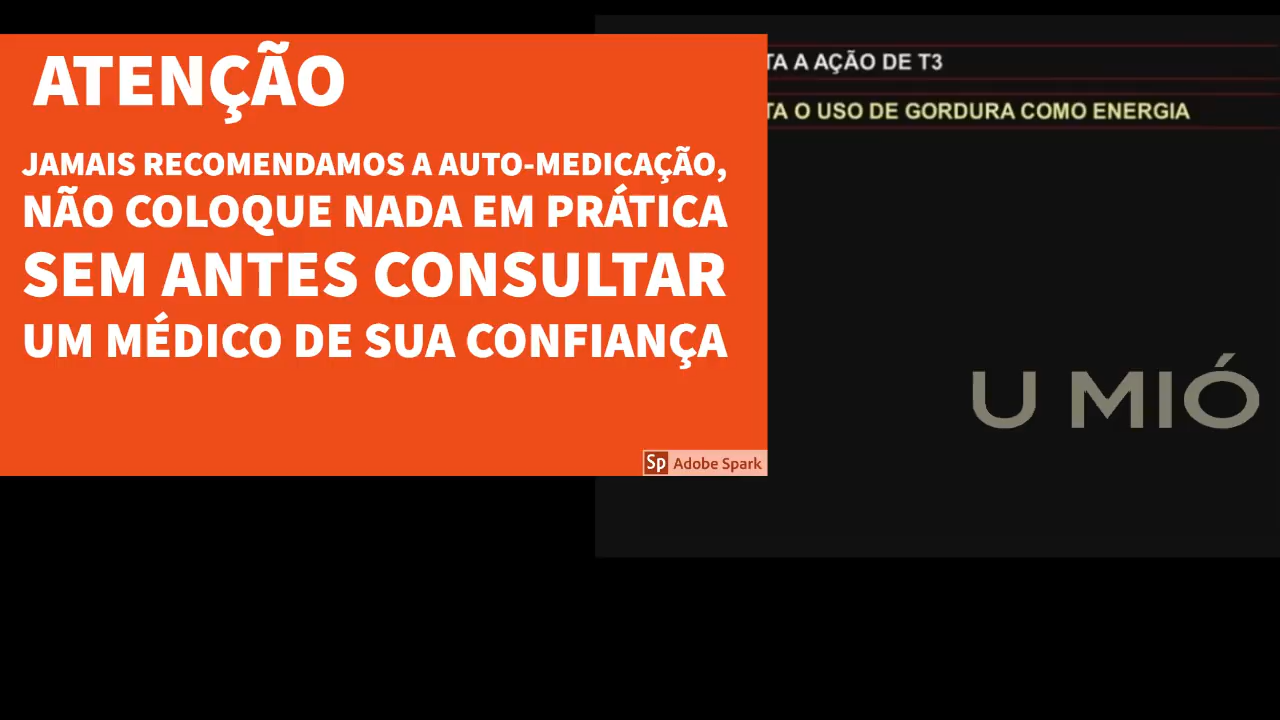 ATENÇÃO
JAMAIS RECOMENDAMOS A AUTO-MEDICAÇÃO,
NÃO COLOQUE NADA EM PRÁTICA
SEM ANTES CONSULTAR
UM MÉDICO DE SUA CONFIANÇA
Sp Adobe Spark
TA A AÇÃO DE T3
TA O USO DE GORDURA COMO ENERGIA
U MIÓ